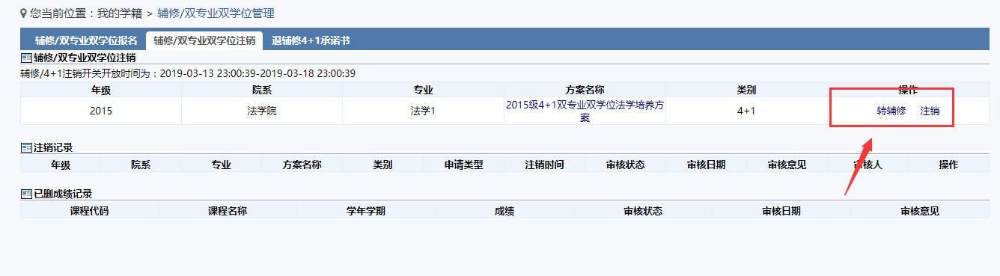 您当前位置：我的学籍 > 辅修/双专业双学位管理
辅修/双专业双学位报名 辅修/双专业双学位注销 退辅修4+1承诺书
辅修/双专业双学位注销
辅修/4+1注销开关开放时间为：2019-03-13 23:00:39-2019-03-18 23:00:39
年级 院系 专业 方案名称 类别 操作
2015 法学院 法学1 2015级4+1双专业双学位法学培养方案 4+1 转辅修 注销
注销记录
年级 院系 专业 方案名称 类别 申请类型 注销时间 审核状态 审核日期 审核意见 审核人 操作
已删成绩记录
课程代码 课程名称 学年学期 成绩 审核状态 审核日期 审核意见